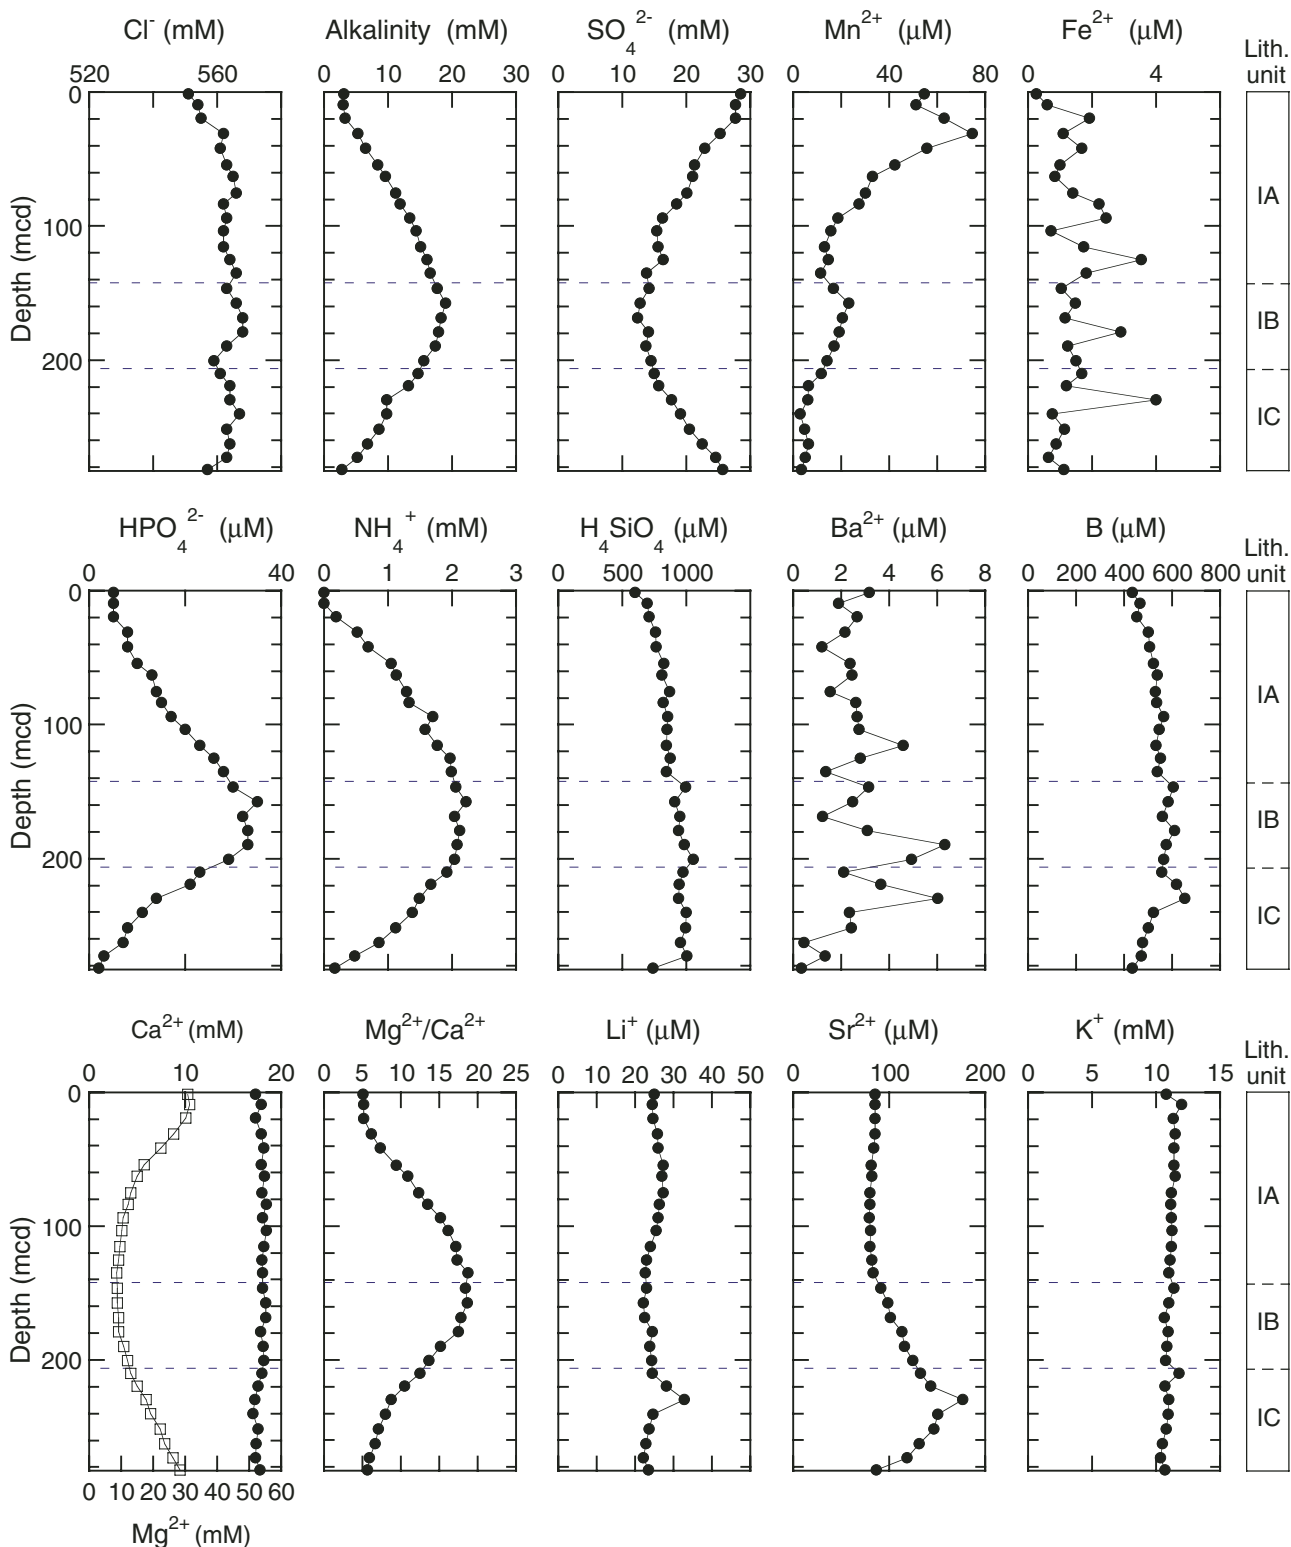 Cl⁻ (mM) Alkalinity (mM) SO₄²⁻ (mM) Mn²⁺ (μM) Fe²⁺ (μM) Lith. unit
520 560 0 10 20 30 0 10 20 30 0 40 80 0 4
0
100
200
Depth (mcd)
IA
IB
IC
HPO₄²⁻ (μM) NH₄⁺ (mM) H₄SiO₄ (μM) Ba²⁺ (μM) B (μM) Lith. unit
0 40 0 1 2 3 0 500 1000 0 2 4 6 8 0 200 400 600 800
0
100
200
Depth (mcd)
IA
IB
IC
Ca²⁺ (mM) Mg²⁺/Ca²⁺ Li⁺ (μM) Sr²⁺ (μM) K⁺ (mM) Lith. unit
0 10 20 0 5 10 15 20 25 0 10 20 30 40 50 0 100 200 0 5 10 15
0
100
200
Depth (mcd)
IA
IB
IC
0 10 20 30 40 50 60
Mg²⁺ (mM)